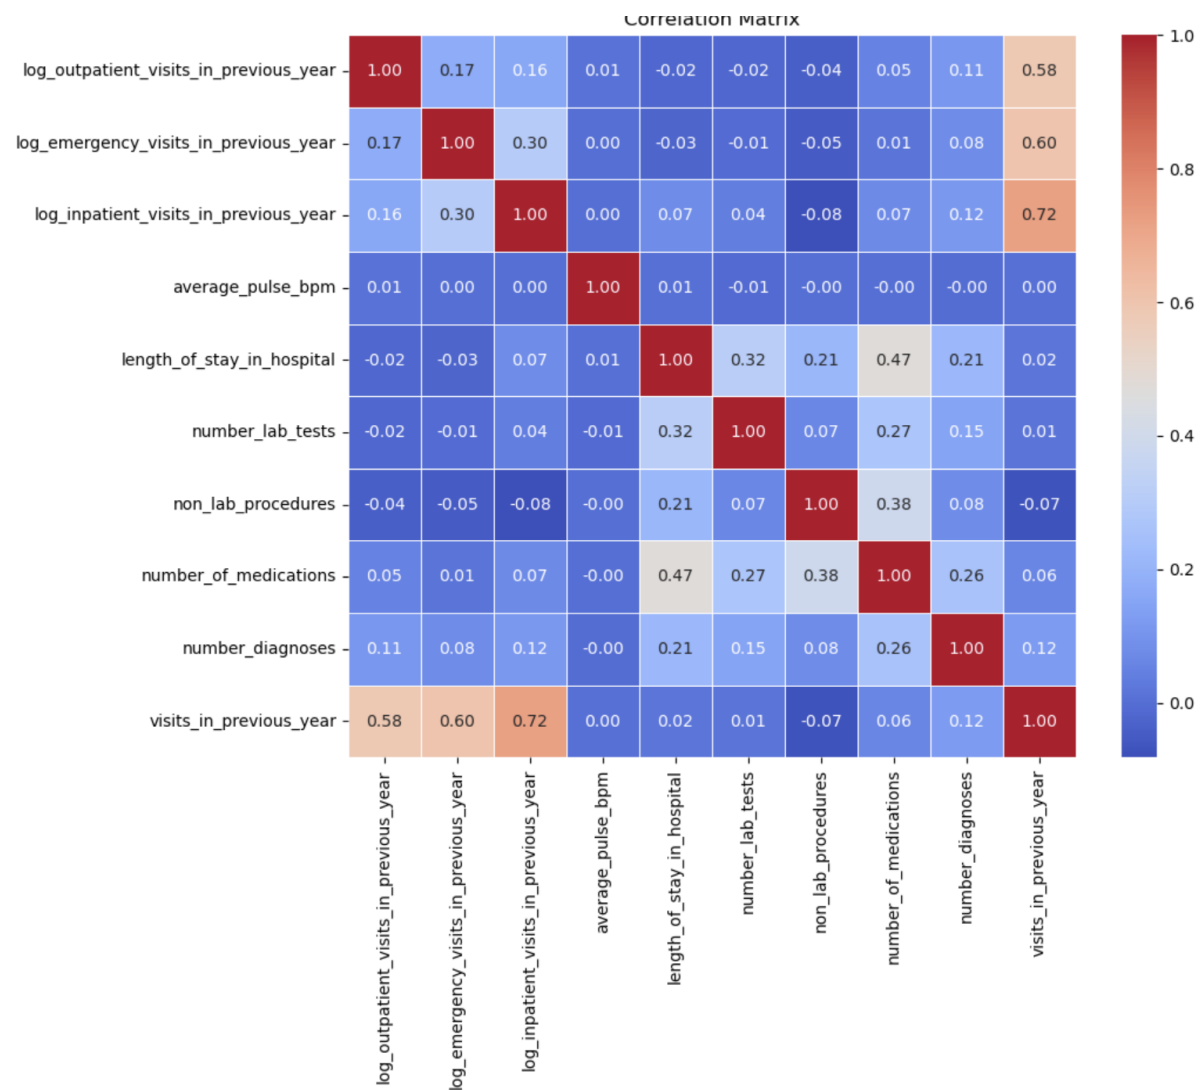 Correlation Matrix
log_outpatient_visits_in_previous_year 1.00 0.17 0.16 0.01 -0.02 -0.02 -0.04 0.05 0.11 0.58
log_emergency_visits_in_previous_year 0.17 1.00 0.30 0.00 -0.03 -0.01 -0.05 0.01 0.08 0.60
log_inpatient_visits_in_previous_year 0.16 0.30 1.00 0.00 0.07 0.04 -0.08 0.07 0.12 0.72
average_pulse_bpm 0.01 0.00 0.00 1.00 0.01 -0.01 -0.00 -0.00 -0.00 0.00
length_of_stay_in_hospital -0.02 -0.03 0.07 0.01 1.00 0.32 0.21 0.47 0.21 0.02
number_lab_tests -0.02 -0.01 0.04 -0.01 0.32 1.00 0.07 0.27 0.15 0.01
non_lab_procedures -0.04 -0.05 -0.08 -0.00 0.21 0.07 1.00 0.38 0.08 -0.07
number_of_medications 0.05 0.01 0.07 -0.00 0.47 0.27 0.38 1.00 0.26 0.06
number_diagnoses 0.11 0.08 0.12 -0.00 0.21 0.15 0.08 0.26 1.00 0.12
visits_in_previous_year 0.58 0.60 0.72 0.00 0.02 0.01 -0.07 0.06 0.12 1.00
log_outpatient_visits_in_previous_year
log_emergency_visits_in_previous_year
log_inpatient_visits_in_previous_year
average_pulse_bpm
length_of_stay_in_hospital
number_lab_tests
non_lab_procedures
number_of_medications
number_diagnoses
visits_in_previous_year
1.0
0.8
0.6
0.4
0.2
0.0